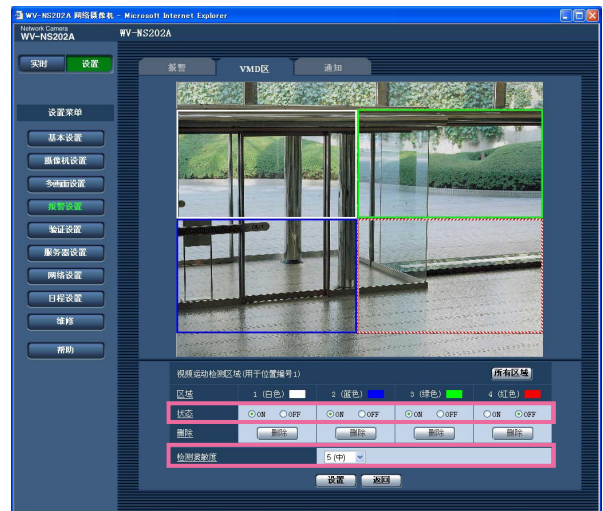 WV-NS202A 网络摄像机 - Microsoft Internet Explorer
Network Camera
WV-NS202A
WV-NS202A
实时 设置
报警 VMD区 通知
设置菜单
基本设置
摄像机设置
多画面设置
报警设置
验证设置
服务器设置
网络设置
日程设置
维修
帮助
视频运动检测区域(用于位置编号1) 所有区域
区域 1 (白色) 2 (蓝色) 3 (绿色) 4 (红色)
状态 ON OFF ON OFF ON OFF ON OFF
删除 删除 删除 删除 删除
检测灵敏度 5 (中)
设置 返回